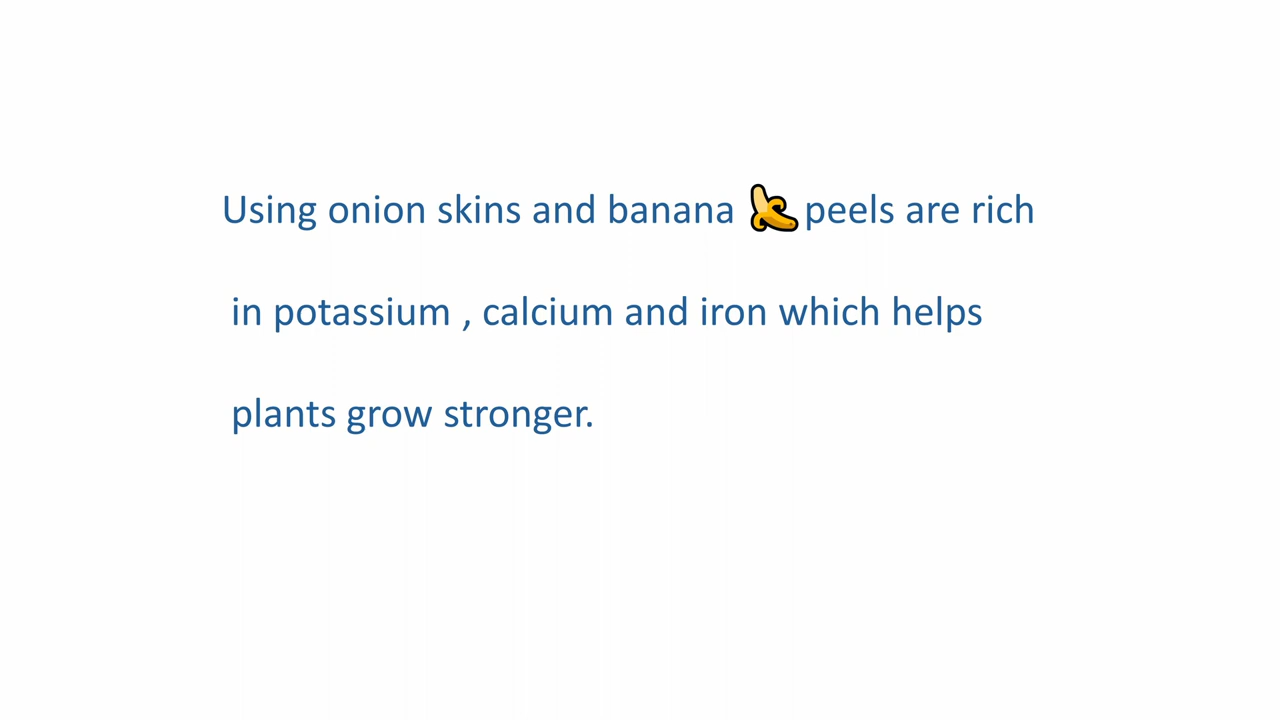 Using onion skins and banana 🍌 peels are rich
in potassium , calcium and iron which helps
plants grow stronger.